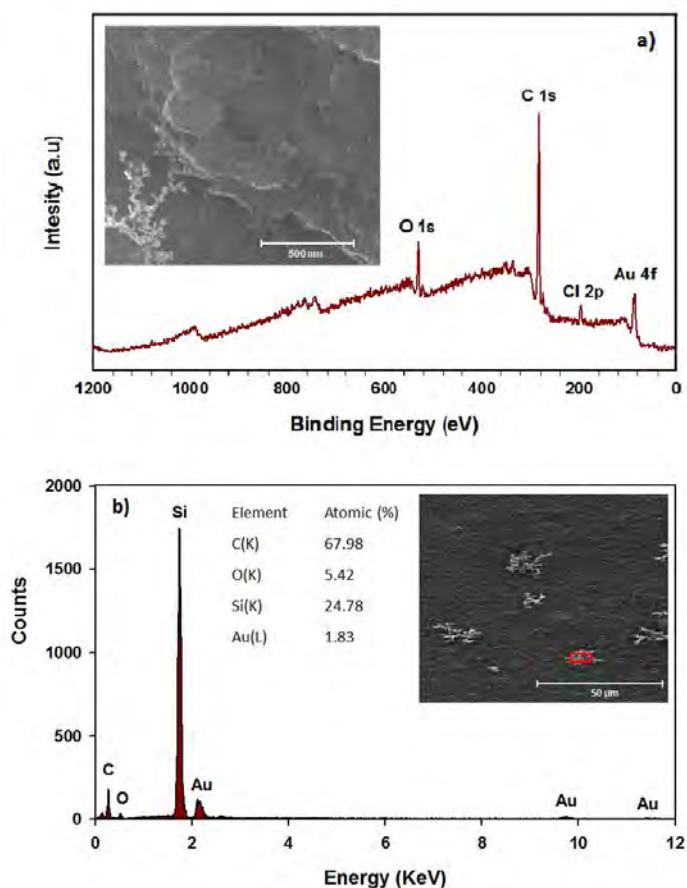 a)
C 1s
O 1s
Au 4f
Cl 2p
500 nm
Intesity (a.u)
1200 1000 800 600 400 200 0
Binding Energy (eV)
b)
2000
1500
1000
500
0
Counts
Si
Element Atomic (%)
C(K) 67.98
O(K) 5.42
Si(K) 24.78
Au(L) 1.83
50 µm
C
O
Au
Au
Au
0 2 4 6 8 10 12
Energy (KeV)